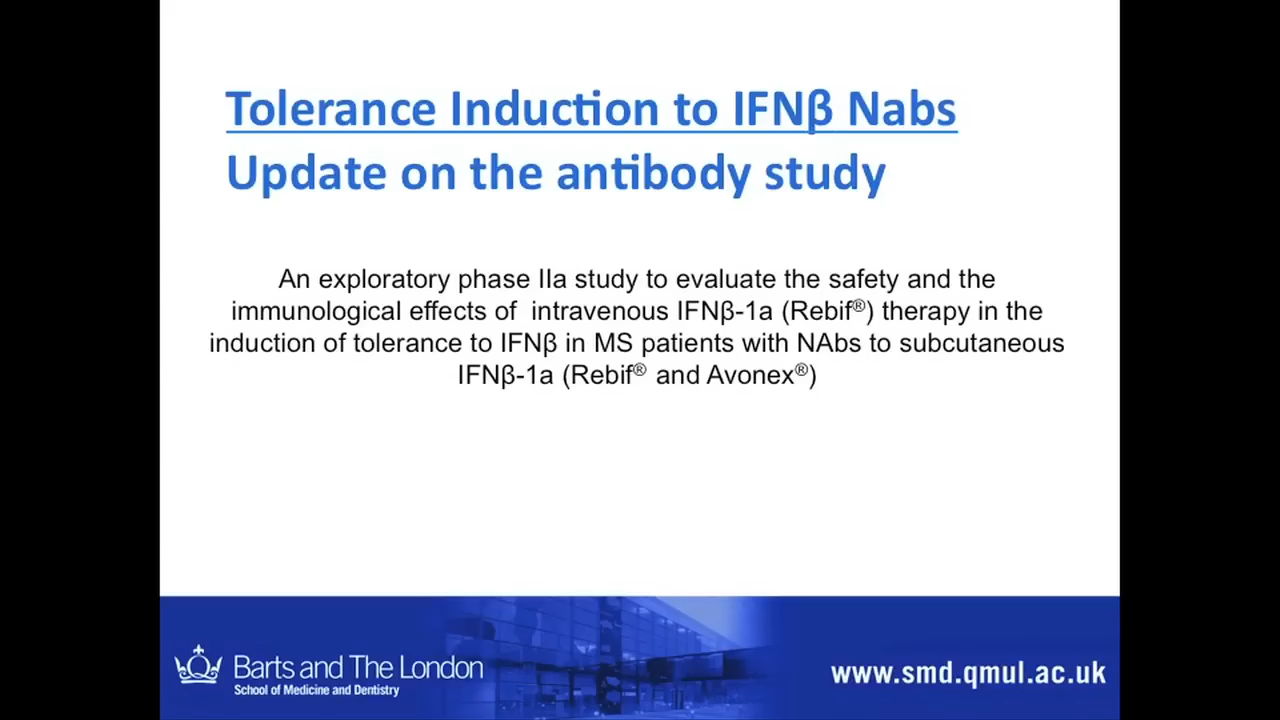 Tolerance Induction to IFNβ Nabs
Update on the antibody study
An exploratory phase IIa study to evaluate the safety and the
immunological effects of intravenous IFNβ-1a (Rebif®) therapy in the
induction of tolerance to IFNβ in MS patients with NAbs to subcutaneous
IFNβ-1a (Rebif® and Avonex®)
Barts and The London
School of Medicine and Dentistry
www.smd.qmul.ac.uk